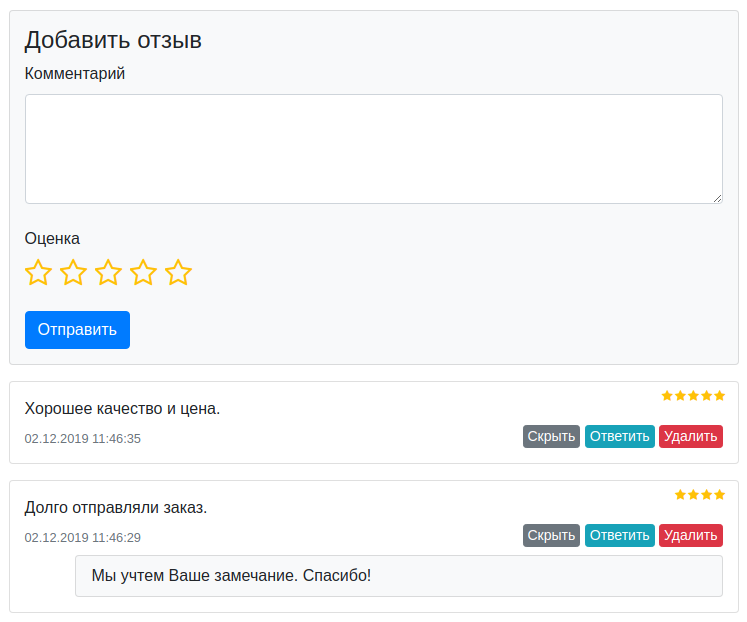 Добавить отзыв
Комментарий
Оценка
Отправить
Хорошее качество и цена.
02.12.2019 11:46:35
Скрыть Ответить Удалить
Долго отправляли заказ.
02.12.2019 11:46:29
Скрыть Ответить Удалить
Мы учтем Ваше замечание. Спасибо!